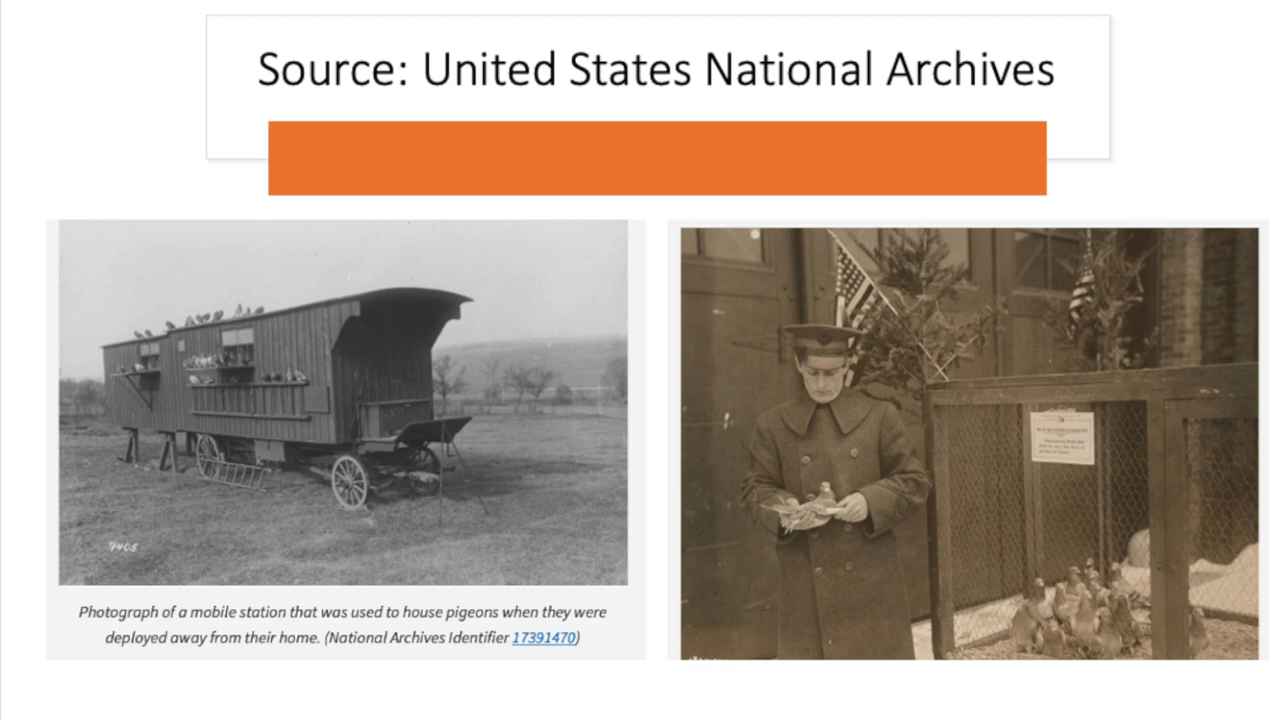 Source: United States National Archives
7405
Photograph of a mobile station that was used to house pigeons when they were
deployed away from their home. (National Archives Identifier 17391470)